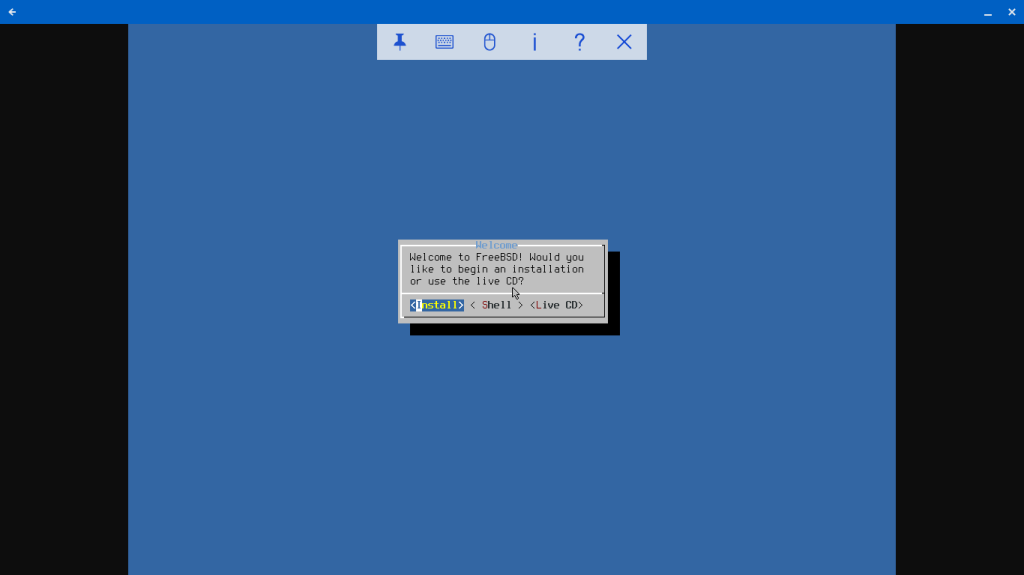 Welcome
Welcome to FreeBSD! Would you
like to begin an installation
or use the live CD?
<Install> < Shell > <Live CD>